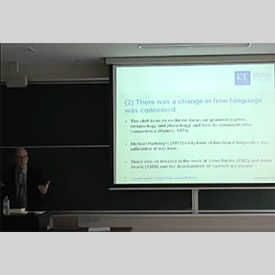 IOE
(2) There was a change in how language
was conceived
• The shift from an exclusive focus on grammar (syntax,
morphology and phonology) and lexis to communicative
competence (Hymes, 1971)
• Michael Halliday's (1973) early form of functional linguistics was
influential at this time
• There was an interest in the work of John Austin (1962) and John
Searle (1969) and the development of 'speech act theory'